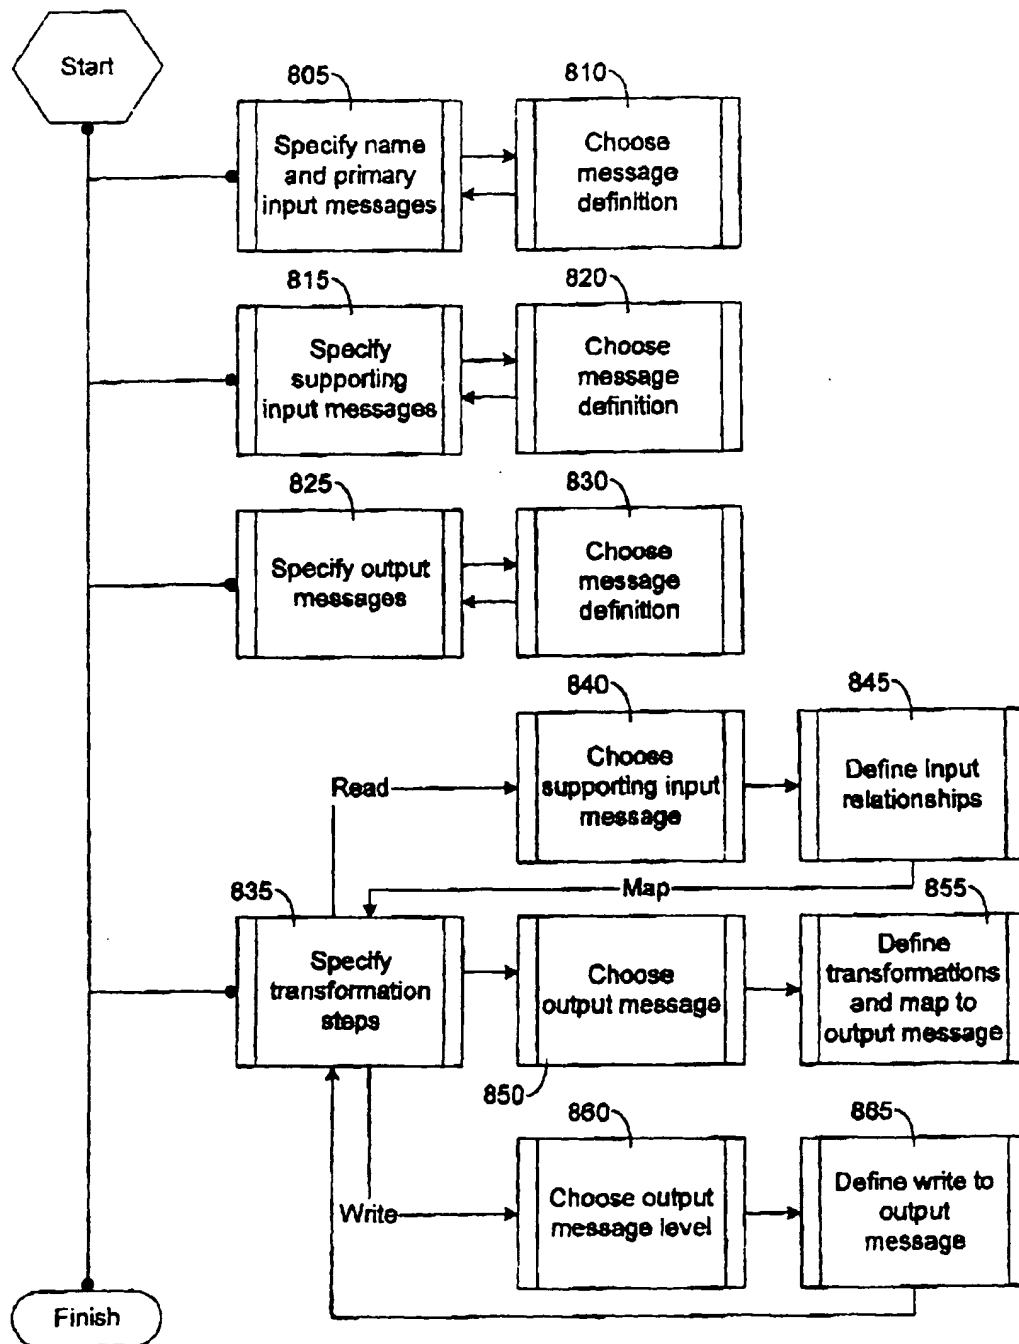 Start
805
810
Specify name
and primary
input messages
Choose
message
definition
815
820
Specify
supporting
input messages
Choose
message
definition
825
830
Specify output
messages
Choose
message
definition
840
845
Read
Choose
supporting input
message
Define input
relationships
Map
835
855
Specify
transformation
steps
Choose
output message
Define
transformations
and map to
output message
850
860
865
Write
Choose output
message level
Define write to
output
message
Finish